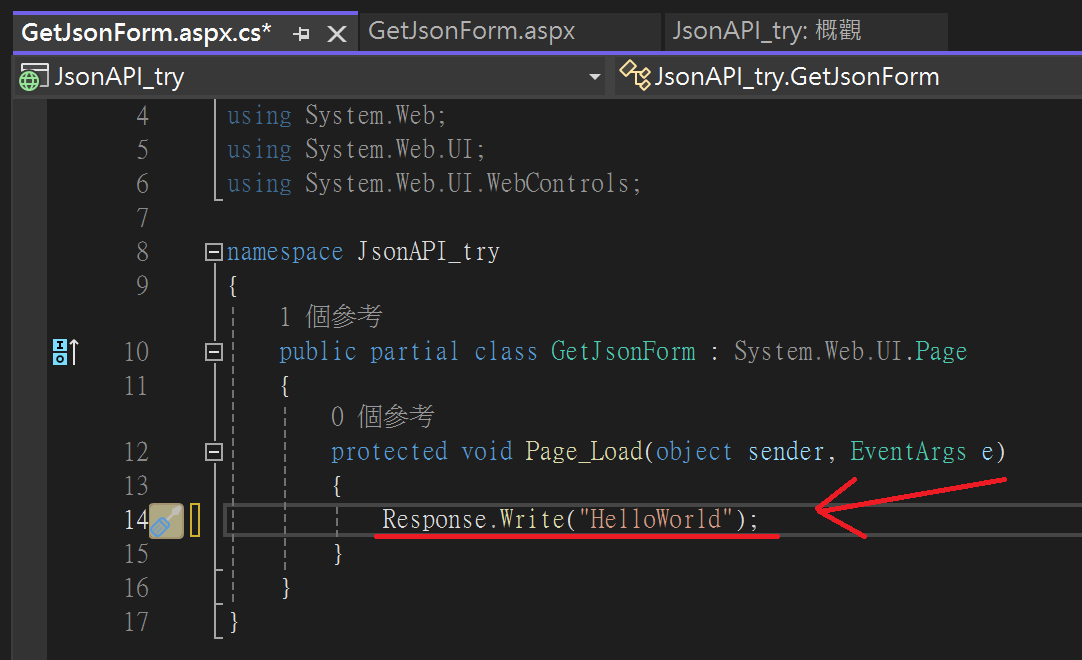 GetJsonForm.aspx.cs* GetJsonForm.aspx JsonAPI_try: 概觀
JsonAPI_try JsonAPI_try.GetJsonForm
4 using System.Web;
5 using System.Web.UI;
6 using System.Web.UI.WebControls;
7
8 namespace JsonAPI_try
9 {
1 個參考
10 public partial class GetJsonForm : System.Web.UI.Page
11 {
0 個參考
12 protected void Page_Load(object sender, EventArgs e)
13 {
14 Response.Write("HelloWorld");
15 }
16 }
17 }